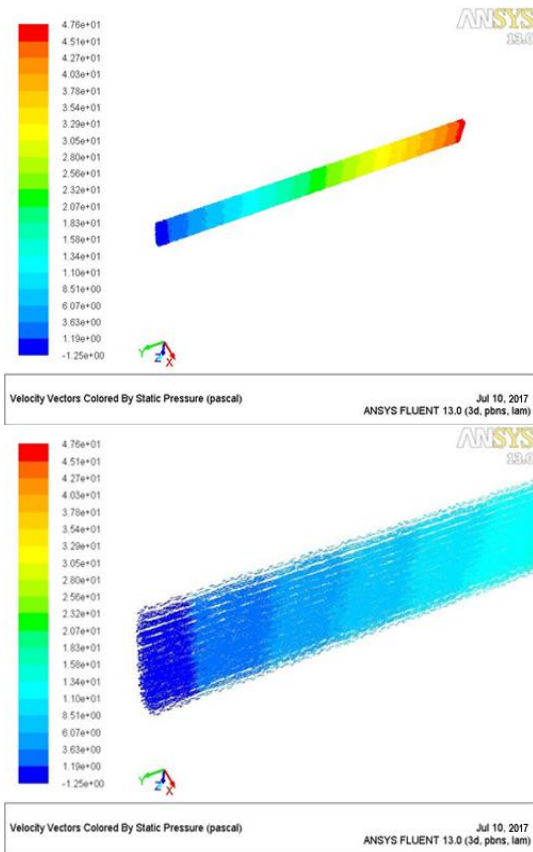 ANSYS
13.0
4.76e+01
4.51e+01
4.27e+01
4.03e+01
3.78e+01
3.54e+01
3.29e+01
3.05e+01
2.80e+01
2.56e+01
2.32e+01
2.07e+01
1.83e+01
1.58e+01
1.34e+01
1.10e+01
8.51e+00
6.07e+00
3.63e+00
1.19e+00
-1.25e+00
Y
Z
X
Velocity Vectors Colored By Static Pressure (pascal)
Jul 10, 2017
ANSYS FLUENT 13.0 (3d, pbns, lam)
ANSYS
13.0
4.76e+01
4.51e+01
4.27e+01
4.03e+01
3.78e+01
3.54e+01
3.29e+01
3.05e+01
2.80e+01
2.56e+01
2.32e+01
2.07e+01
1.83e+01
1.58e+01
1.34e+01
1.10e+01
8.51e+00
6.07e+00
3.63e+00
1.19e+00
-1.25e+00
Y
Z
X
Velocity Vectors Colored By Static Pressure (pascal)
Jul 10, 2017
ANSYS FLUENT 13.0 (3d, pbns, lam)